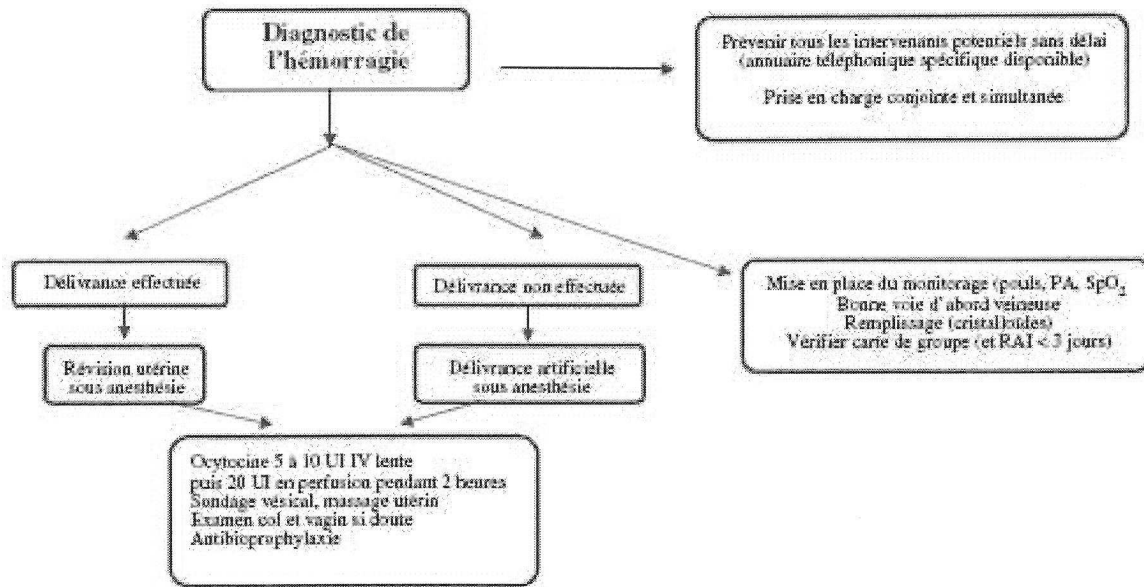 Diagnostic de
l'hémorragie
Prévenir tous les intervenants potentiels sans délai
(annuaire téléphonique spécifique disponible)
Prise en charge conjointe et simultanée
Délivrance effectuée
Délivrance non effectuée
Mise en place du monitorage (pouls, PA, SpO2
Bonne voie d'abord veineuse
Remplissage (cristalloïdes)
Vérifier carte de groupe (et RAI < 3 jours)
Révision utérine
sous anesthésie
Délivrance artificielle
sous anesthésie
Ocytocine 5 à 10 UI IV lente
puis 20 UI en perfusion pendant 2 heures
Sondage vésical, massage utérin
Examen col et vagin si doute
Antibioprophylaxie